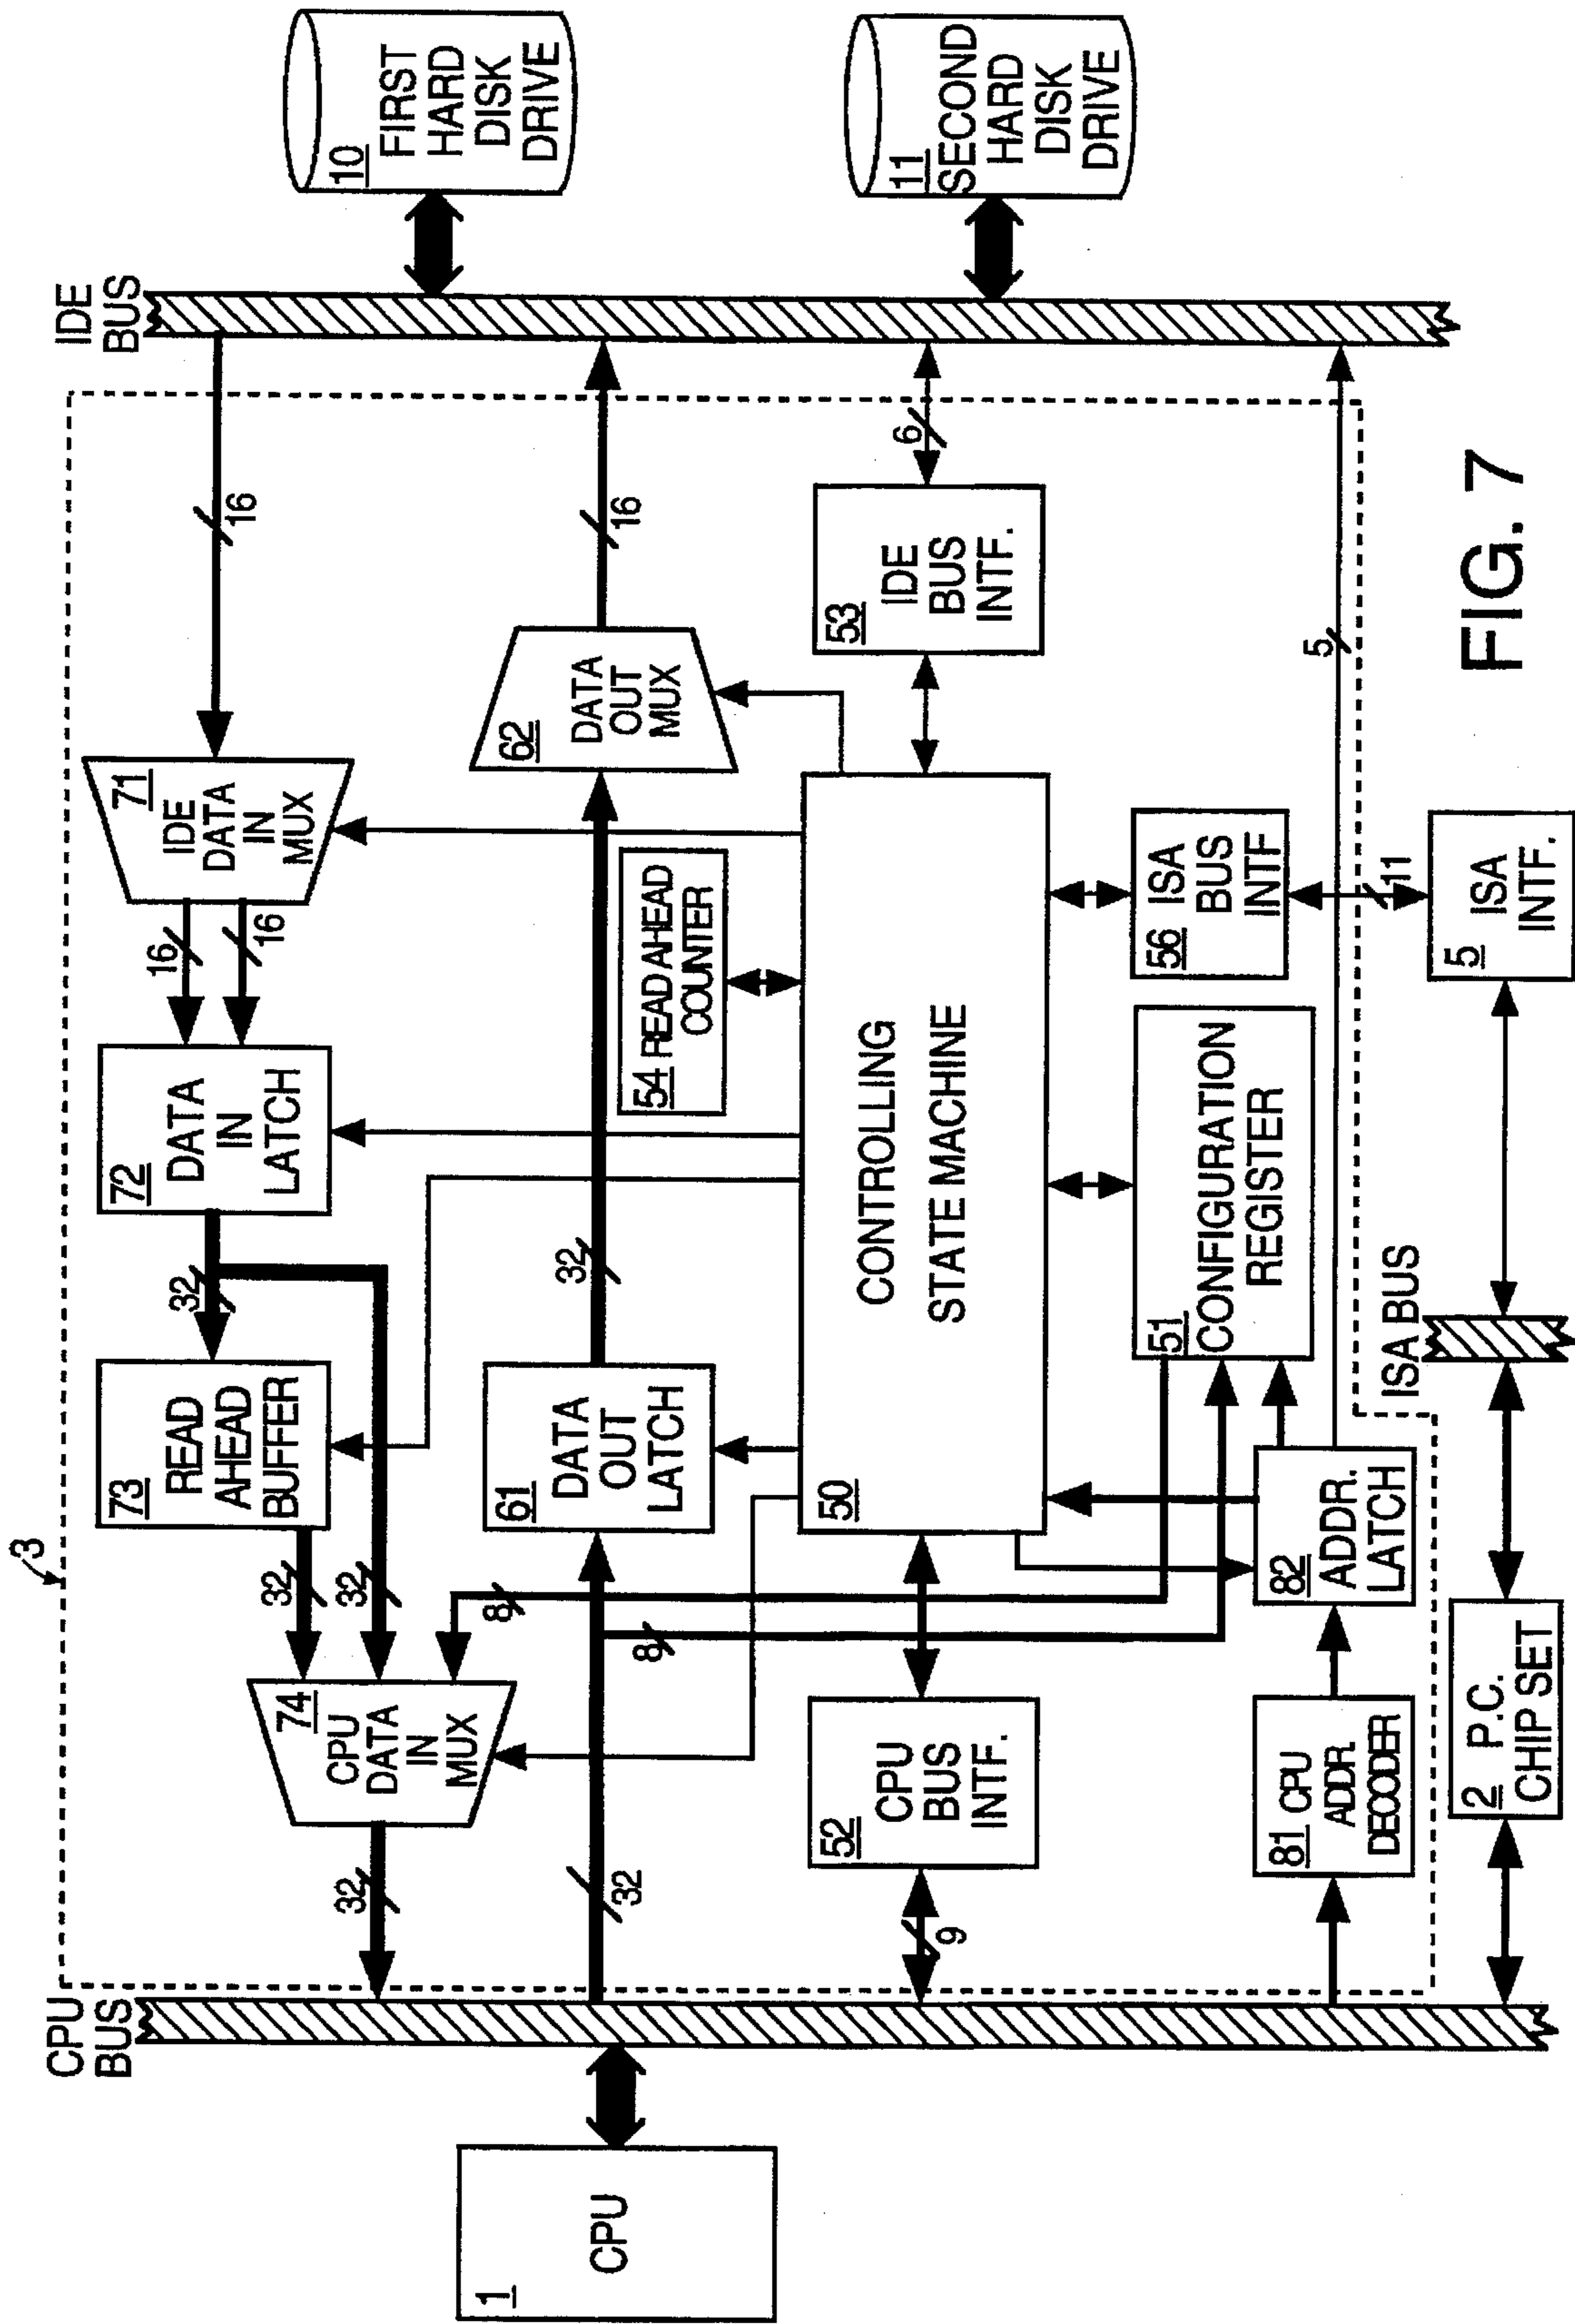 3
CPU
BUS
IDE
BUS
1
CPU
74
CPU
DATA
IN
MUX
32
32
32
73
READ
AHEAD
BUFFER
32
72
DATA
IN
LATCH
16
16
71
IDE
DATA
IN
MUX
16
10
FIRST
HARD
DISK
DRIVE
32
8
8
61
DATA
OUT
LATCH
32
54 READ AHEAD
COUNTER
62
DATA
OUT
MUX
16
9
52
CPU
BUS
INTF.
50
CONTROLLING
STATE MACHINE
53
IDE
BUS
INTF.
6
11
SECOND
HARD
DISK
DRIVE
81 CPU
ADDR.
DECODER
82
ADDR.
LATCH
51
CONFIGURATION
REGISTER
56 ISA
BUS
INTF
5
11
2 P.C.
CHIP SET
ISA BUS
5 ISA
INTF.
FIG. 7